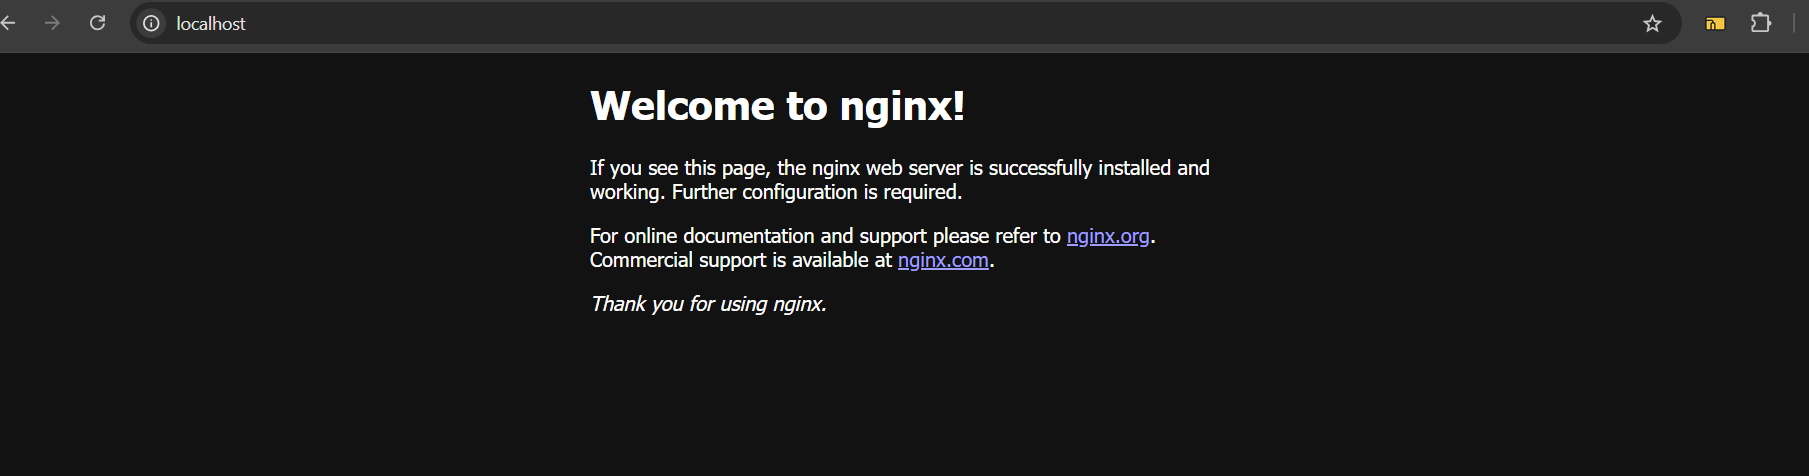 localhost
Welcome to nginx!
If you see this page, the nginx web server is successfully installed and
working. Further configuration is required.
For online documentation and support please refer to nginx.org.
Commercial support is available at nginx.com.
Thank you for using nginx.